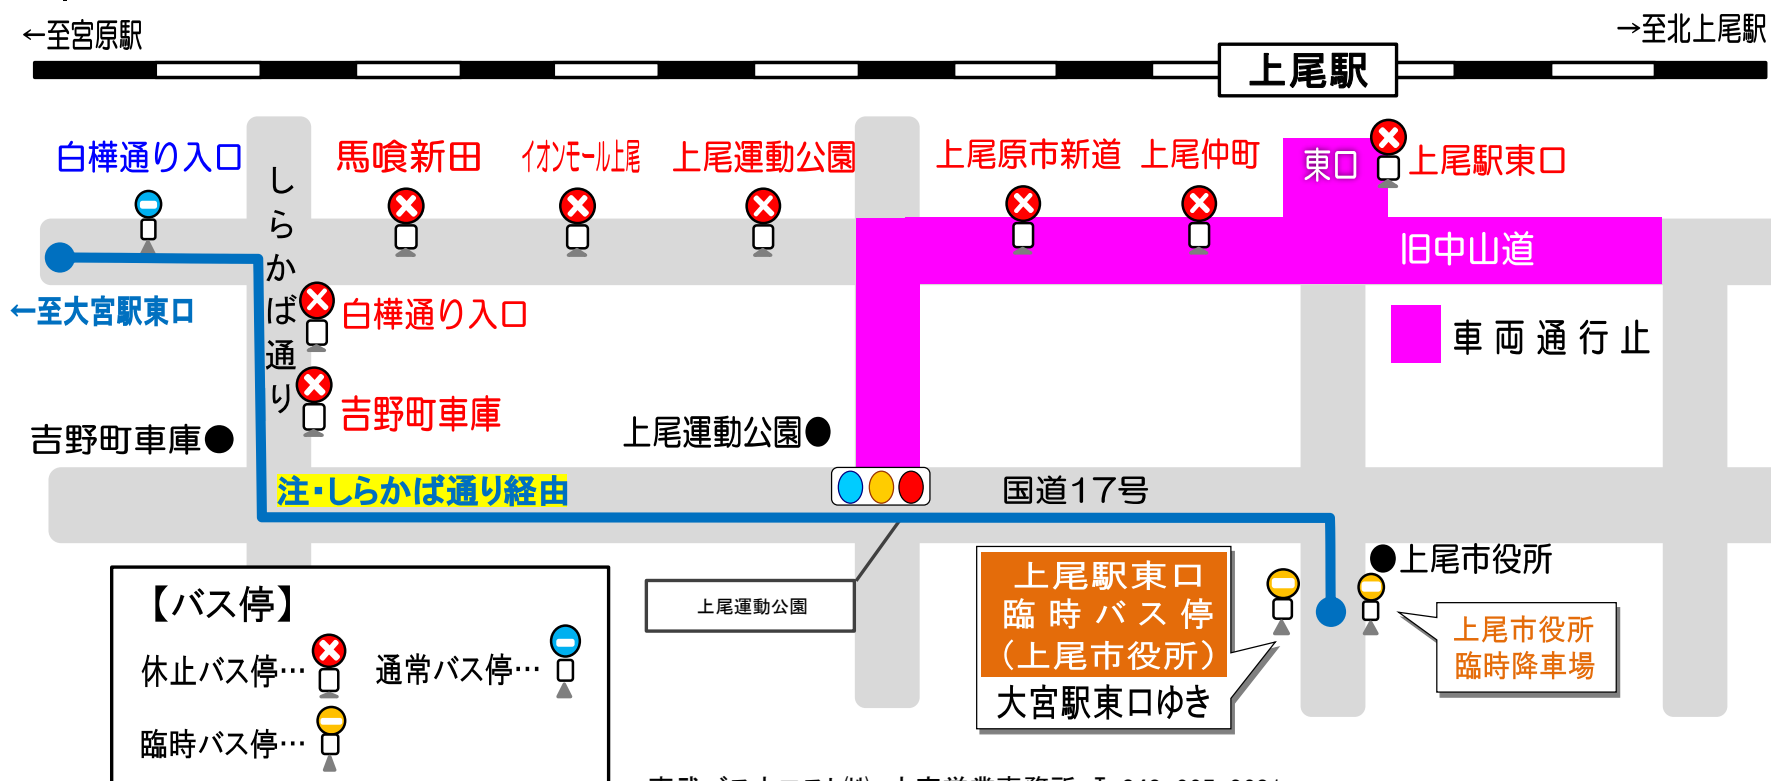 ←至宮原駅
→至北上尾駅
上尾駅
白樺通り入口
しらかば通り
馬喰新田
イオンモール上尾
上尾運動公園
上尾原市新道
上尾仲町
東口
上尾駅東口
旧中山道
←至大宮駅東口
白樺通り入口
車両通行止
吉野町車庫
吉野町車庫●
上尾運動公園●
注・しらかば通り経由
国道17号
●上尾市役所
上尾駅東口
臨時バス停
（上尾市役所）
大宮駅東口ゆき
上尾運動公園
上尾市役所
臨時降車場
【バス停】
休止バス停…
通常バス停…
臨時バス停…